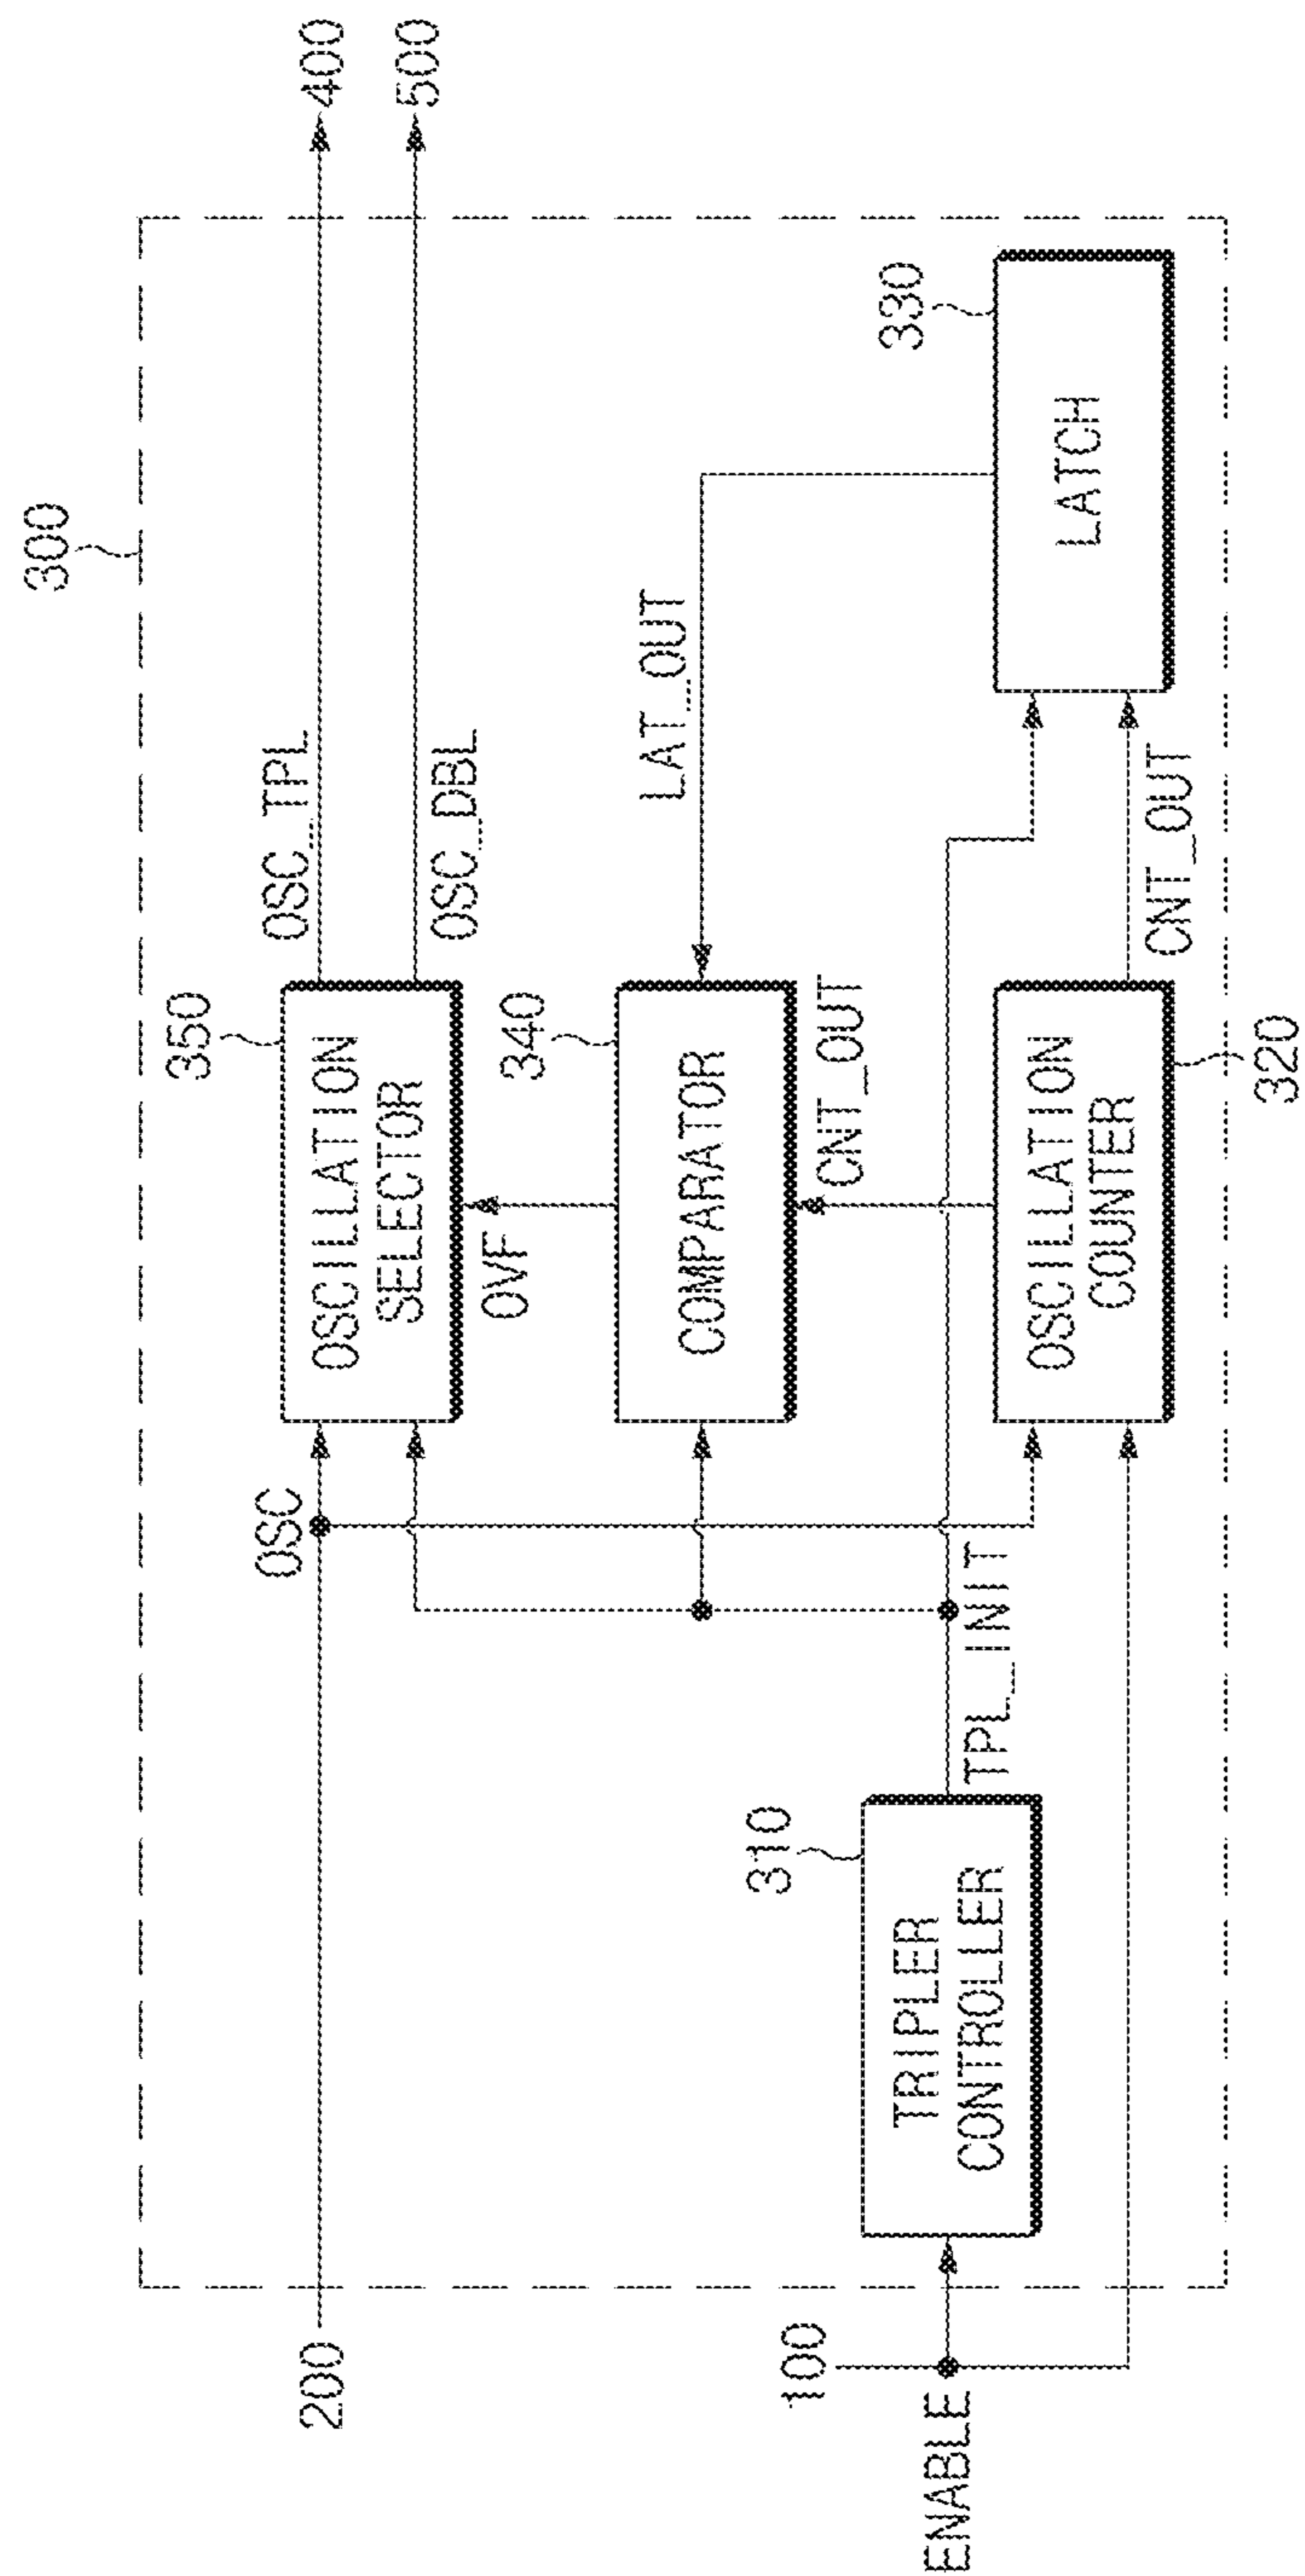 300
200
OSC
350
OSCILLATION
SELECTOR
OSC_TPL
400
OSC_DBL
500
OVF
340
COMPARATOR
LAT_OUT
CNT_OUT
100
ENABLE
310
TRIPLER
CONTROLLER
TPL_INIT
OSCILLATION
COUNTER
320
CNT_OUT
330
LATCH